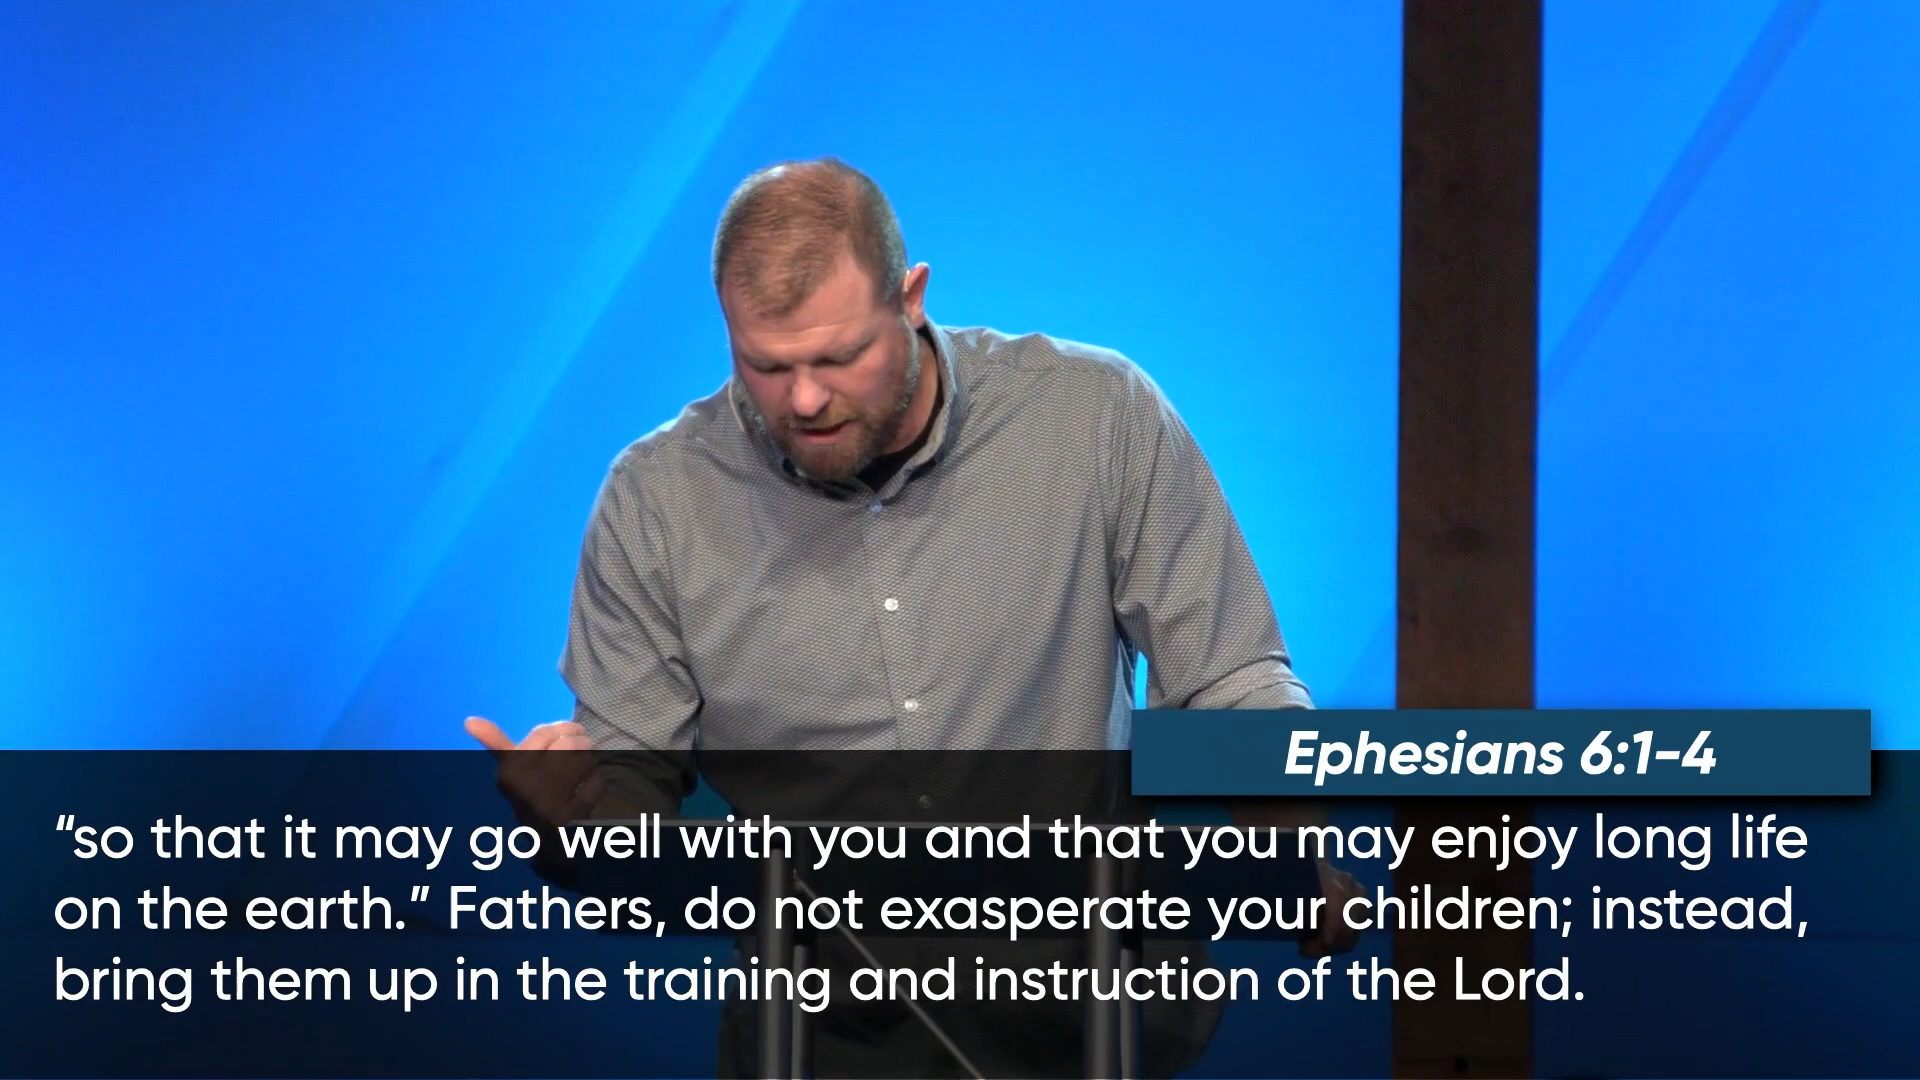 Ephesians 6:1-4
“so that it may go well with you and that you may enjoy long life
on the earth.” Fathers, do not exasperate your children; instead,
bring them up in the training and instruction of the Lord.